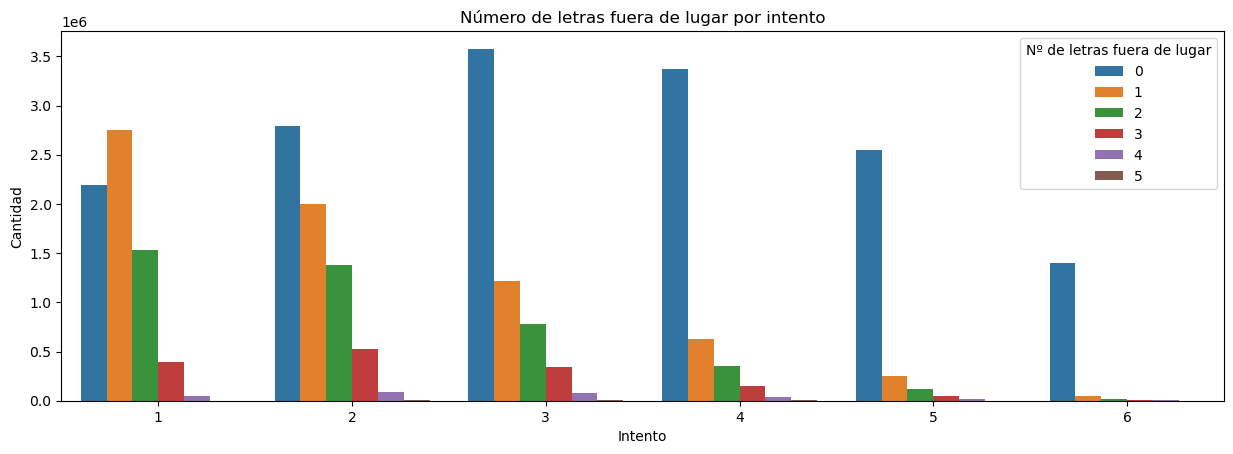 Número de letras fuera de lugar por intento
1e6
Nº de letras fuera de lugar
0
1
2
3
4
5
3.5
3.0
2.5
2.0
1.5
1.0
0.5
0.0
Cantidad
1 2 3 4 5 6
Intento